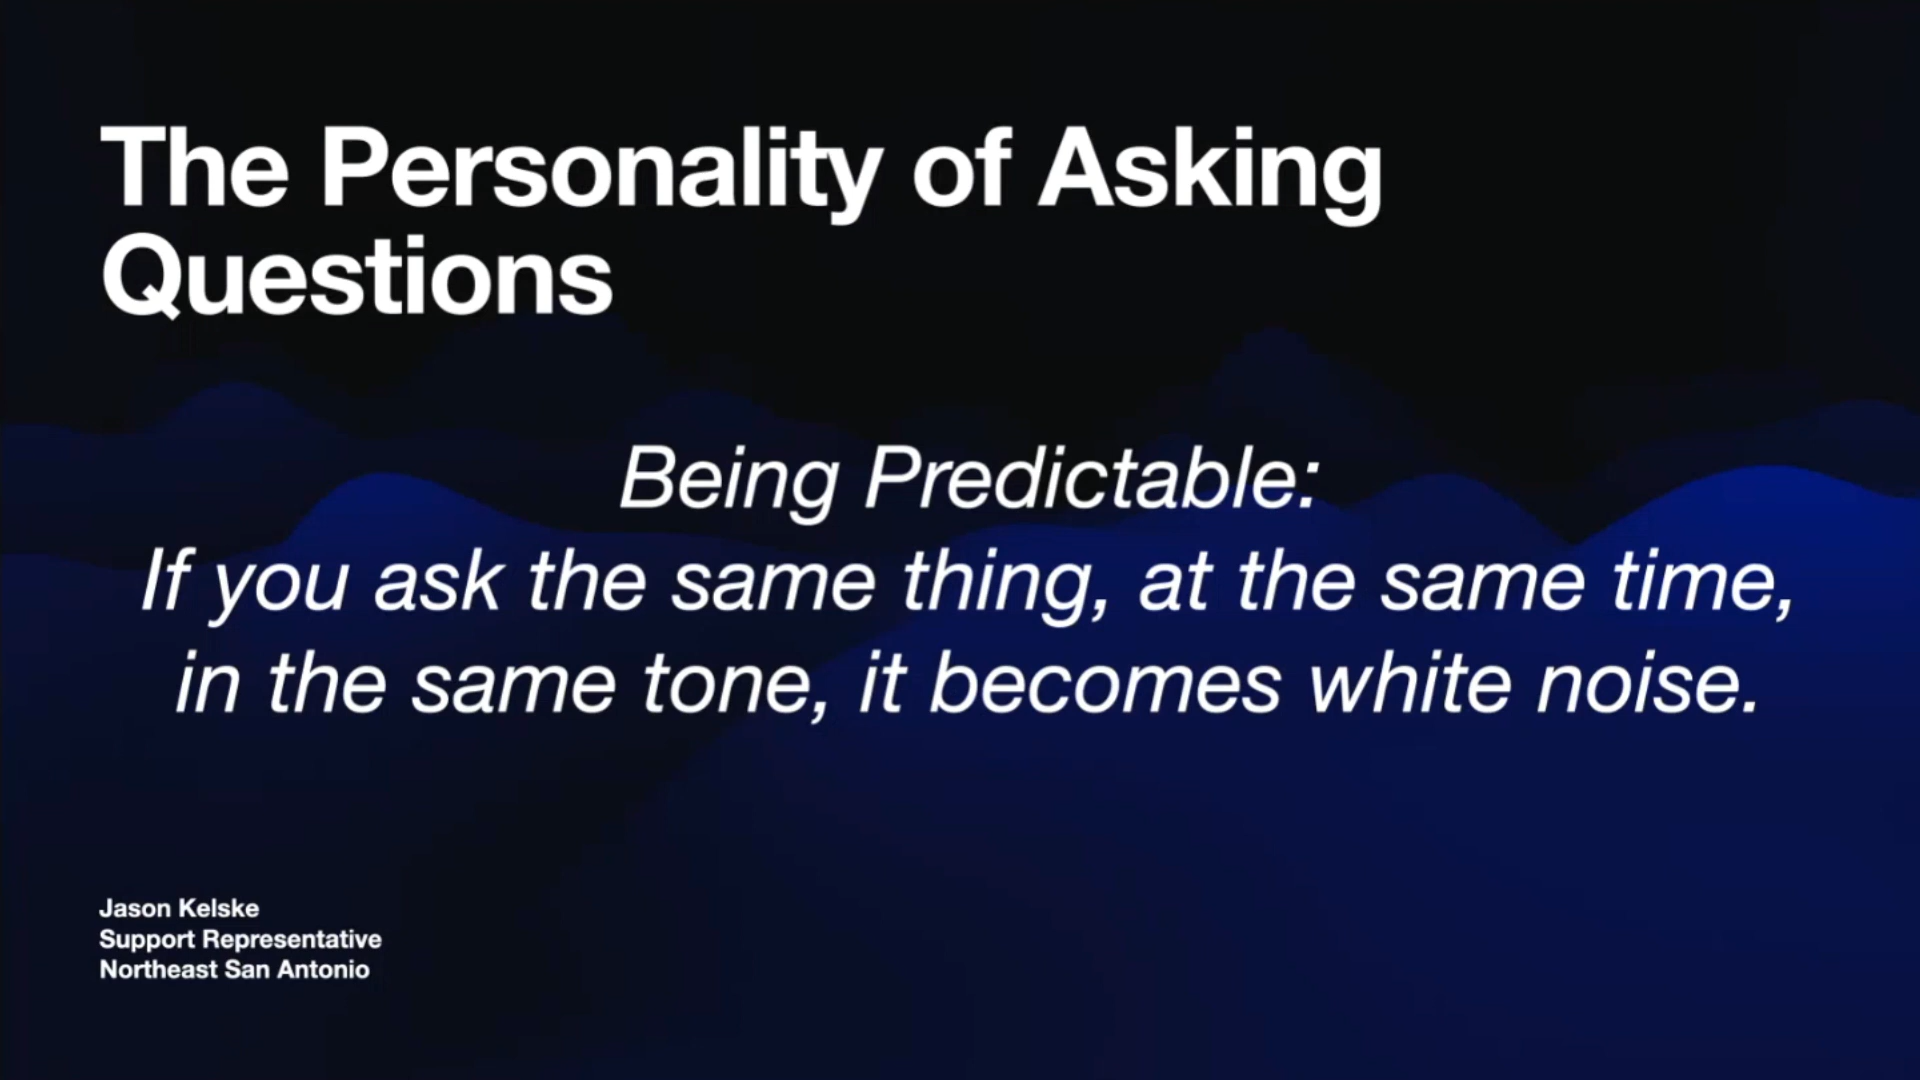 The Personality of Asking
Questions
Being Predictable:
If you ask the same thing, at the same time,
in the same tone, it becomes white noise.
Jason Kelske
Support Representative
Northeast San Antonio